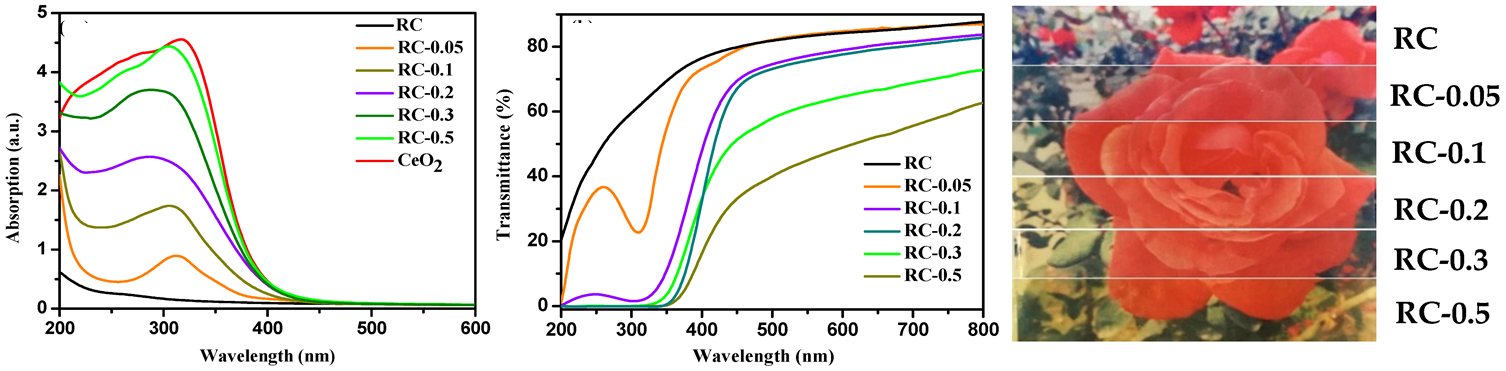 RC
RC-0.05
RC-0.1
RC-0.2
RC-0.3
RC-0.5
CeO2
Absorption (a.u.)
5
4
3
2
1
0
200
300
400
500
600
Wavelength (nm)
RC
RC-0.05
RC-0.1
RC-0.2
RC-0.3
RC-0.5
Transmittance (%)
80
60
40
20
0
200
300
400
500
600
700
800
Wavelength (nm)
RC
RC-0.05
RC-0.1
RC-0.2
RC-0.3
RC-0.5